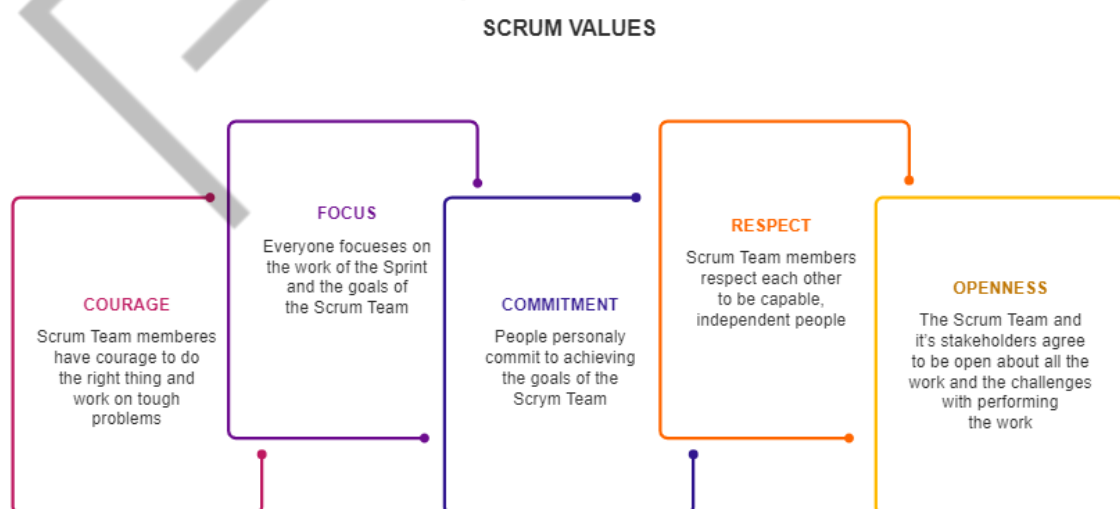 SCRUM VALUES
COURAGE
Scrum Team memberes
have courage to do
the right thing and
work on tough
problems
FOCUS
Everyone focueses on
the work of the Sprint
and the goals of
the Scrum Team
COMMITMENT
People personaly
commit to achieving
the goals of the
Scrym Team
RESPECT
Scrum Team members
respect each other
to be capable,
independent people
OPENNESS
The Scrum Team and
it's stakeholders agree
to be open about all the
work and the challenges
with performing
the work